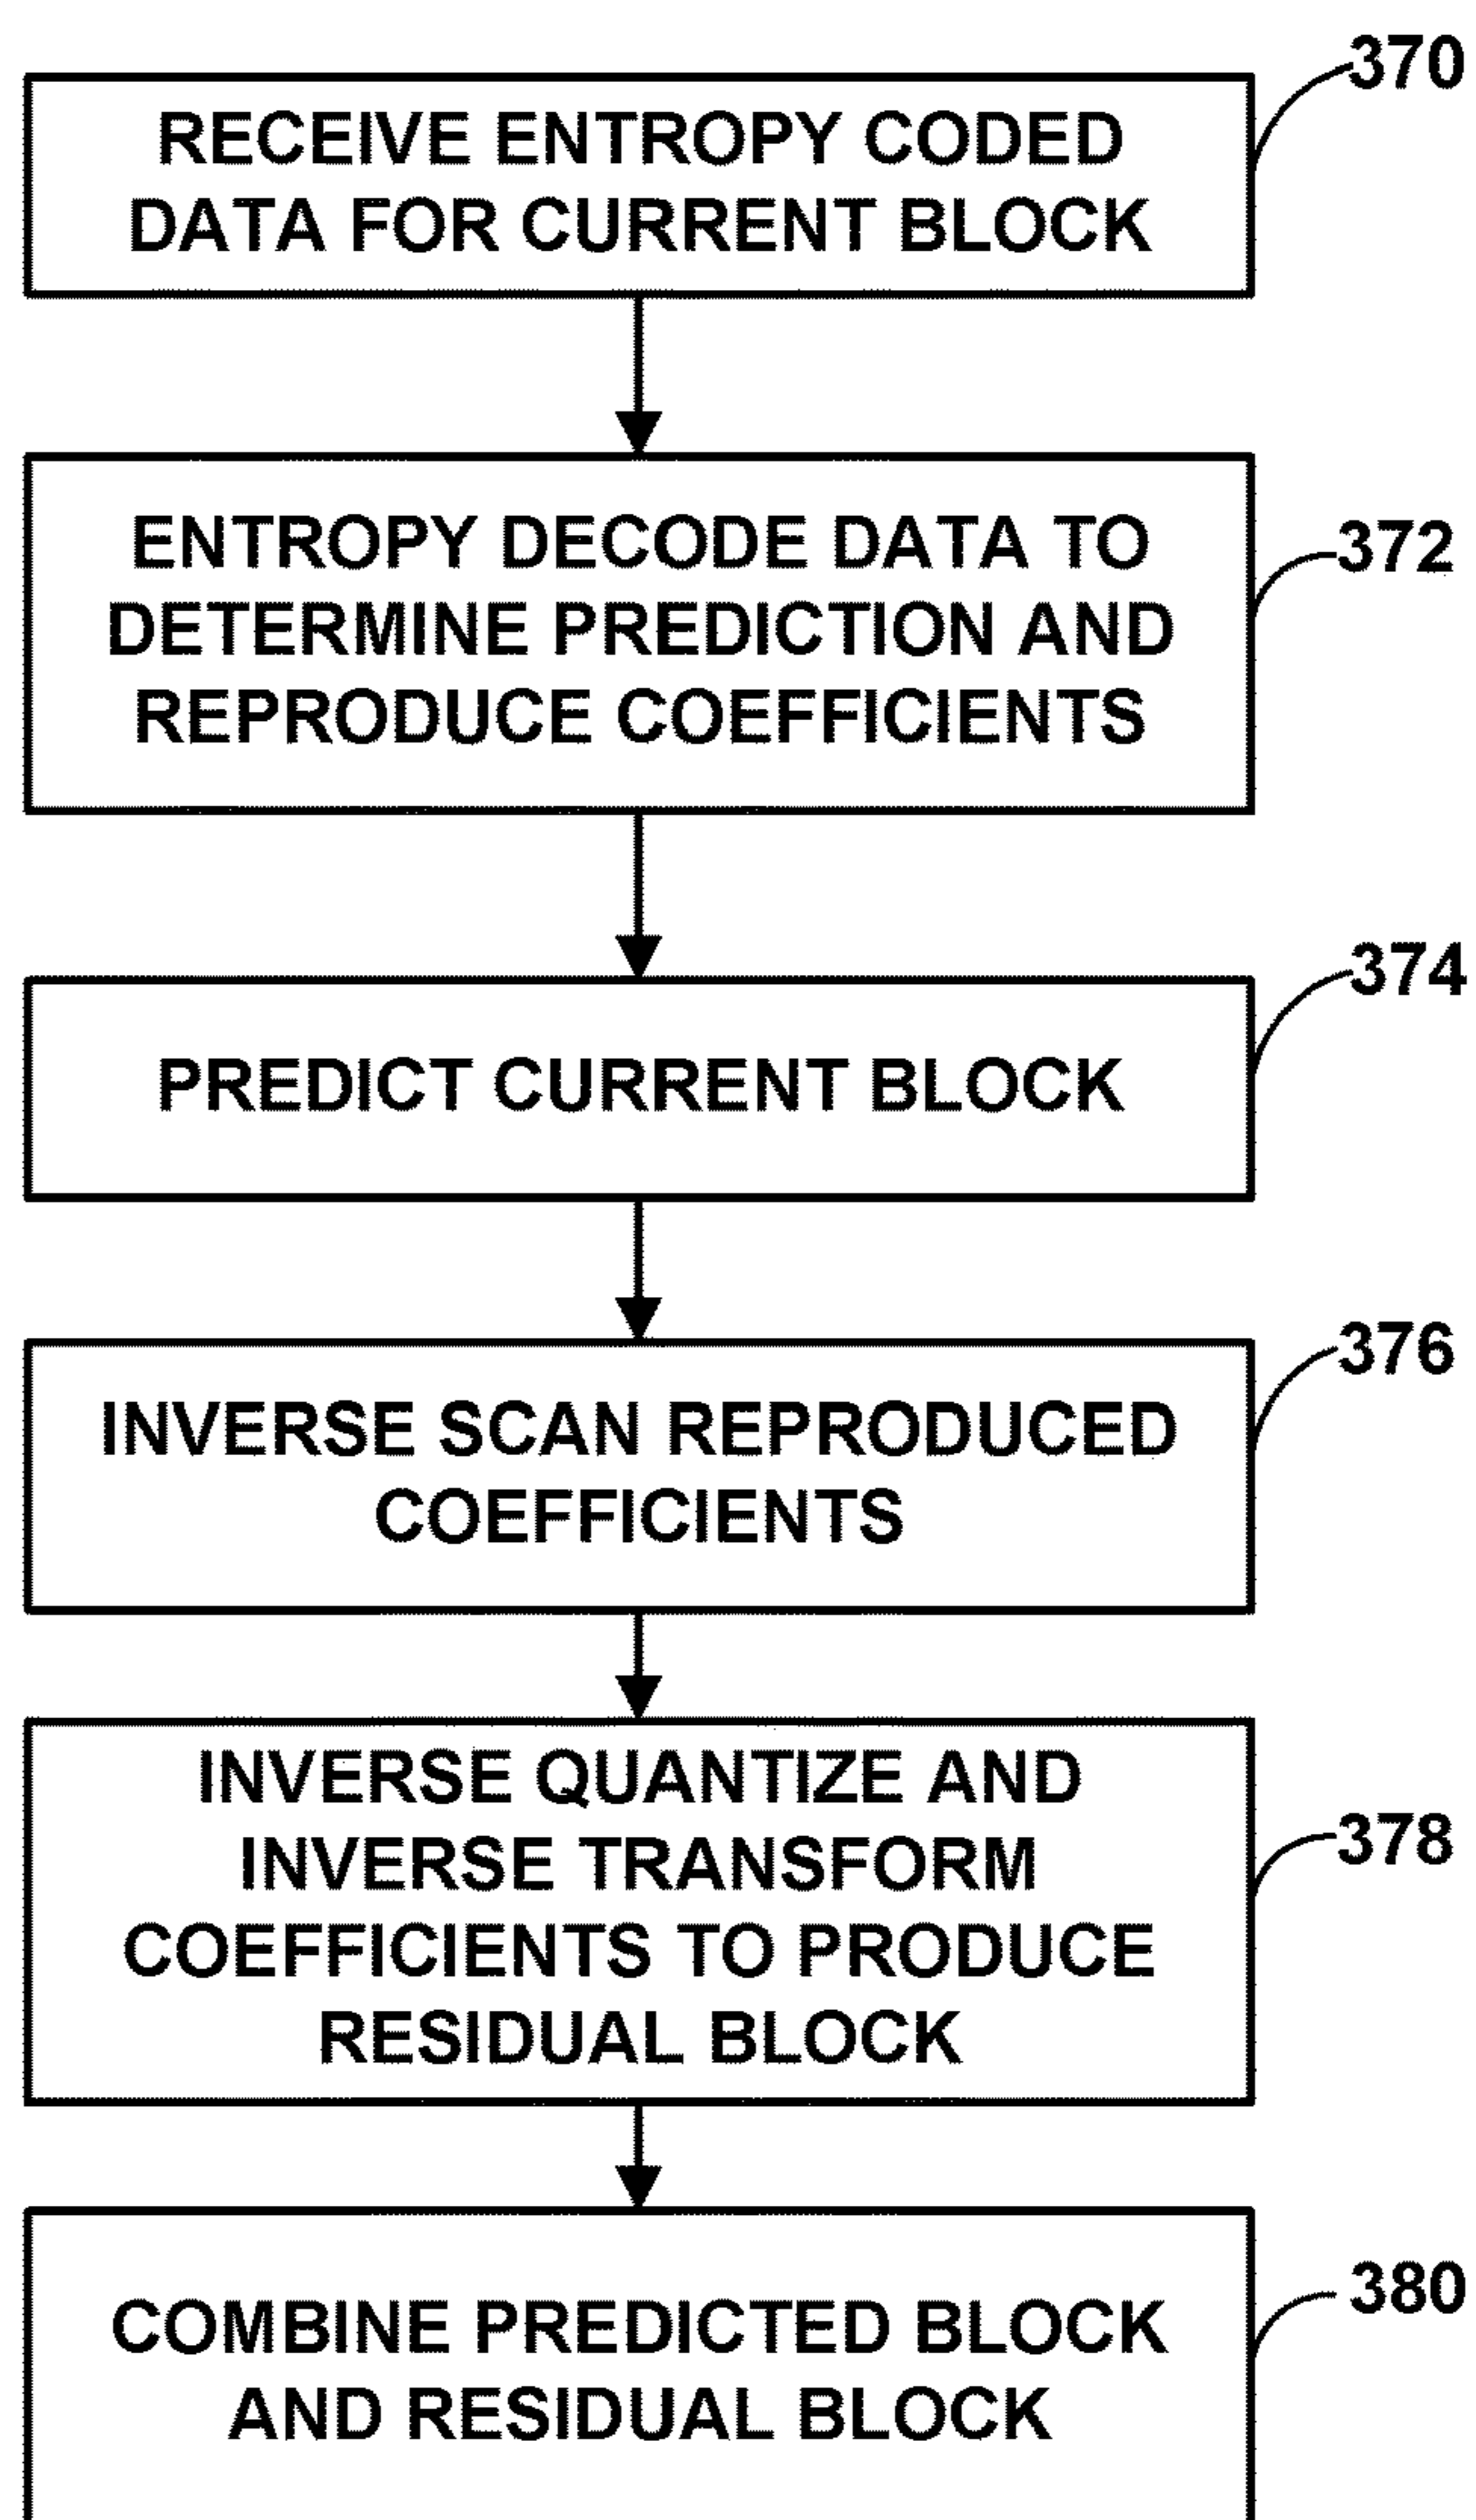 370
RECEIVE ENTROPY CODED
DATA FOR CURRENT BLOCK
372
ENTROPY DECODE DATA TO
DETERMINE PREDICTION AND
REPRODUCE COEFFICIENTS
374
PREDICT CURRENT BLOCK
376
INVERSE SCAN REPRODUCED
COEFFICIENTS
INVERSE QUANTIZE AND
INVERSE TRANSFORM
378
COEFFICIENTS TO PRODUCE
RESIDUAL BLOCK
380
COMBINE PREDICTED BLOCK
AND RESIDUAL BLOCK